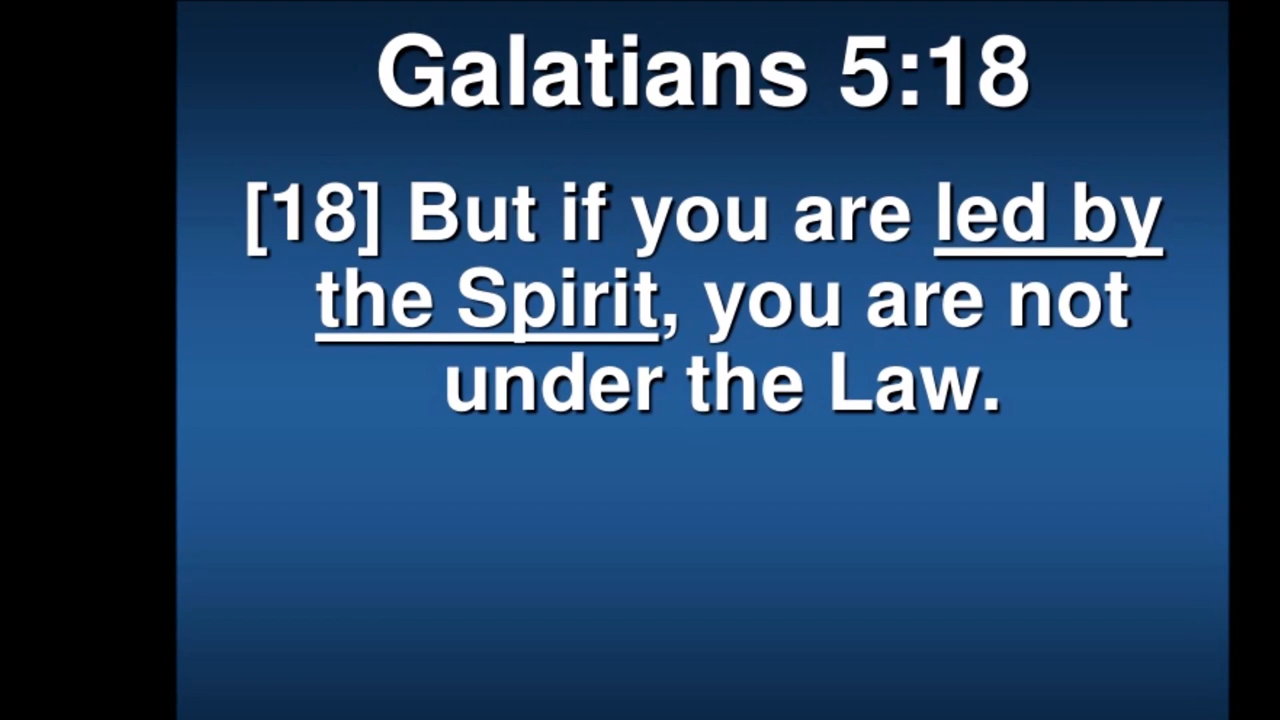 Galatians 5:18
[18] But if you are led by
the Spirit, you are not
under the Law.